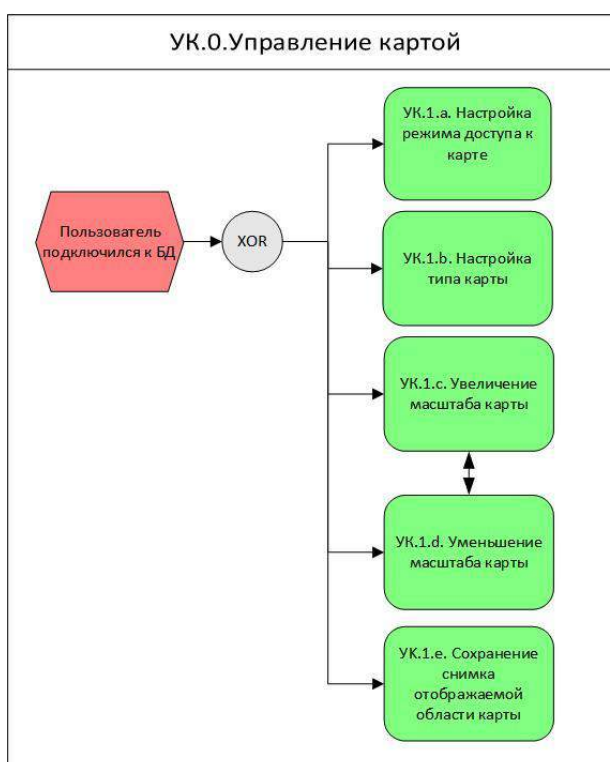 УК.0.Управление картой
УК.1.a. Настройка
режима доступа к
карте
Пользователь
подключился к БД
XOR
УК.1.b. Настройка
типа карты
УК.1.c. Увеличение
масштаба карты
УК.1.d. Уменьшение
масштаба карты
УК.1.e. Сохранение
снимка
отображаемой
области карты